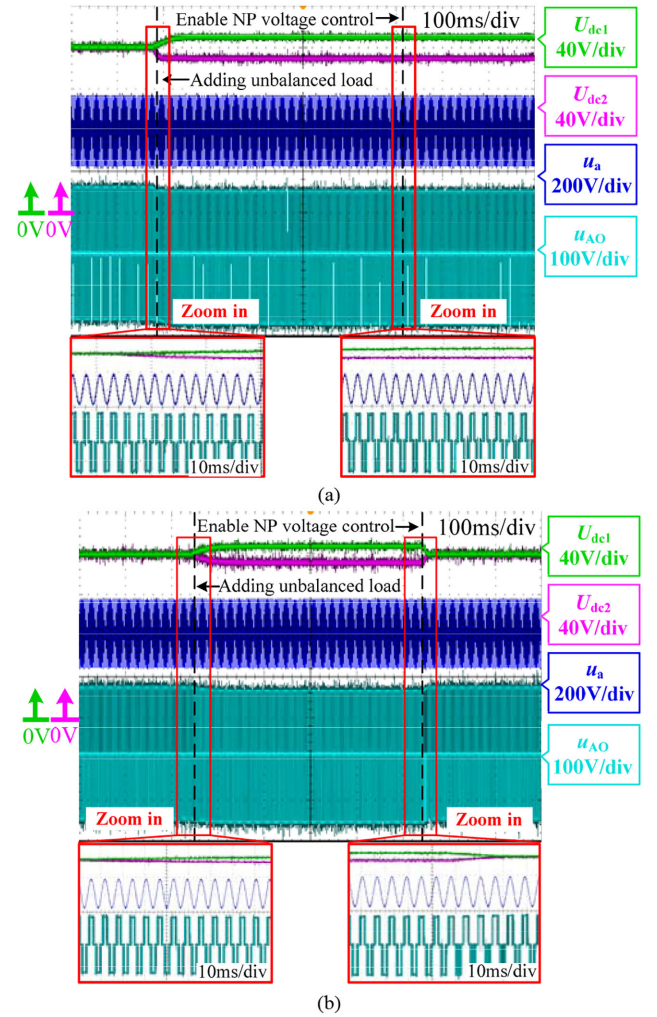 Enable NP voltage control→ 100ms/div
Udc1
40V/div
←Adding unbalanced load
Udc2
40V/div
ua
200V/div
0V 0V
uAO
100V/div
Zoom in Zoom in
10ms/div 10ms/div
(a)
Enable NP voltage control→ 100ms/div
Udc1
40V/div
←Adding unbalanced load
Udc2
40V/div
ua
200V/div
0V 0V
uAO
100V/div
Zoom in Zoom in
10ms/div 10ms/div
(b)